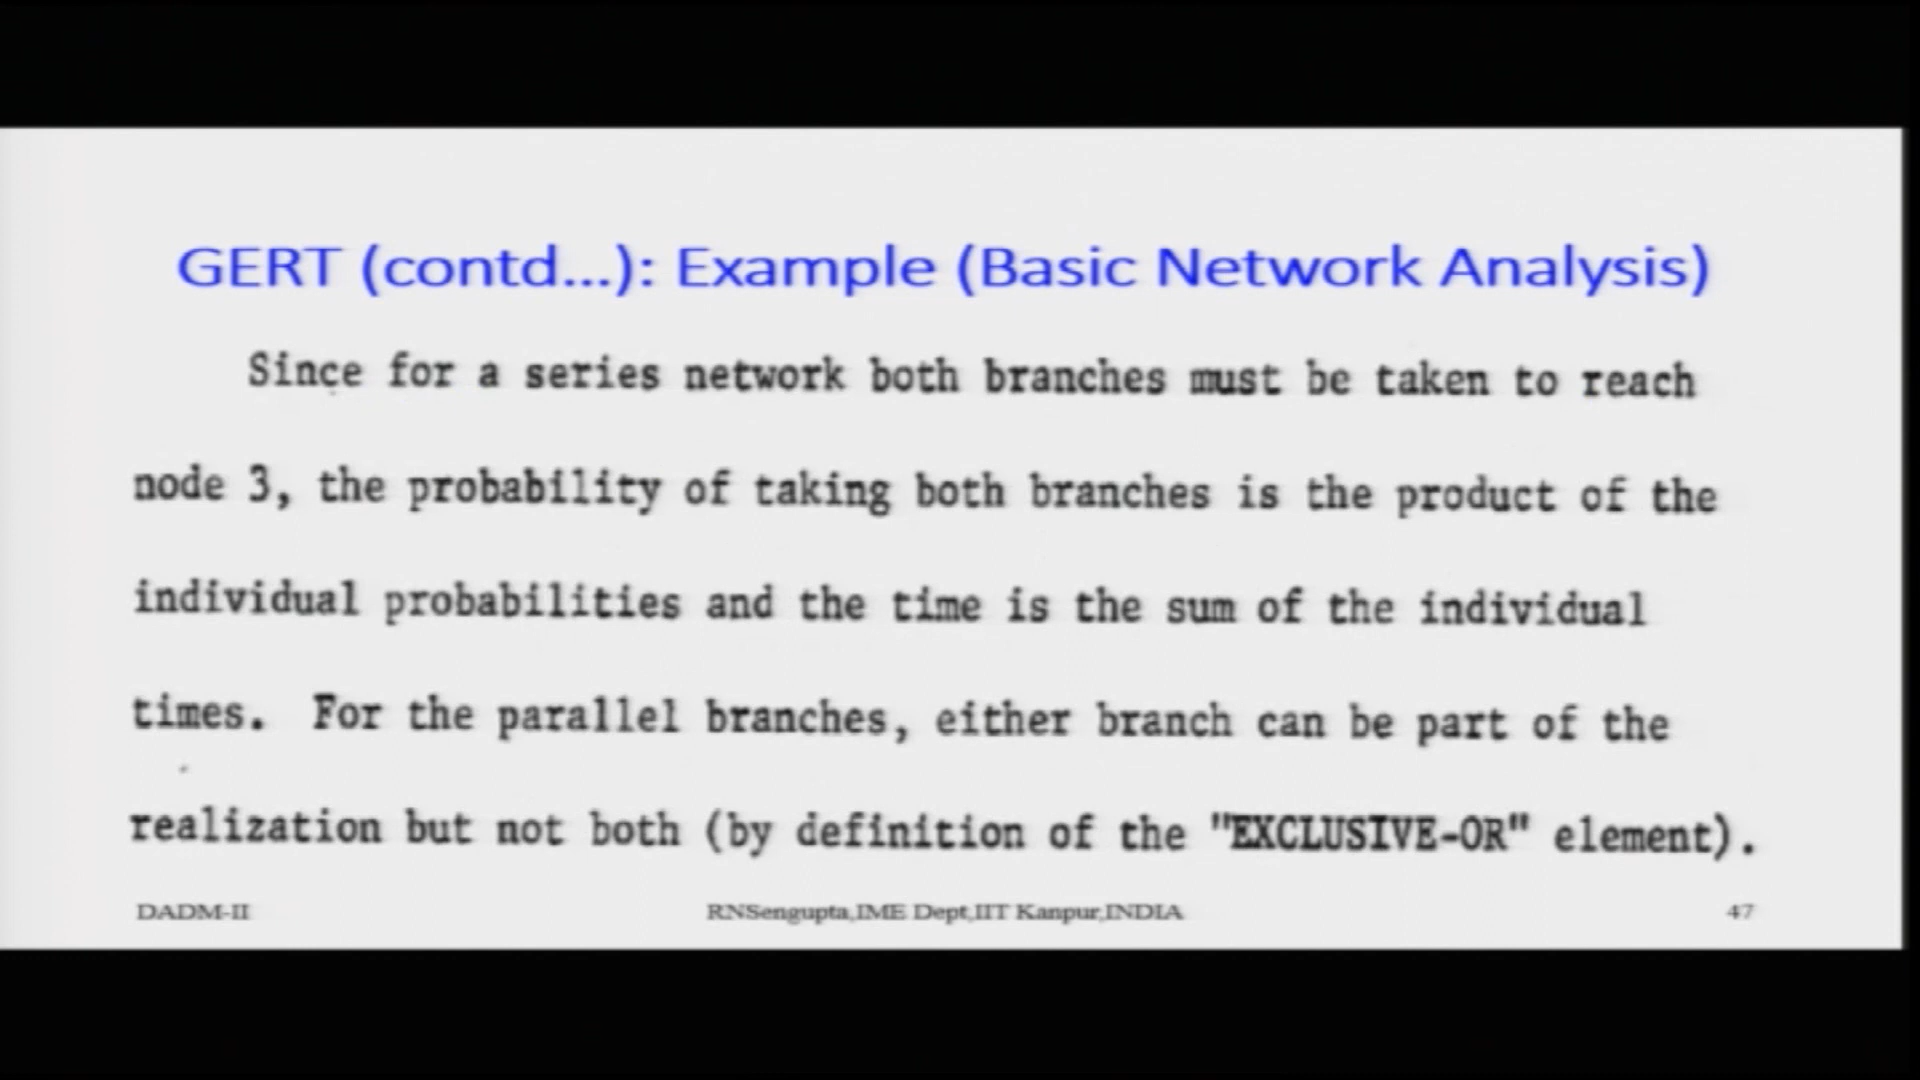 GERT (contd...): Example (Basic Network Analysis)
Since for a series network both branches must be taken to reach
node 3, the probability of taking both branches is the product of the
individual probabilities and the time is the sum of the individual
times. For the parallel branches, either branch can be part of the
realization but not both (by definition of the "EXCLUSIVE-OR" element).
DADM-II
RNSengupta,IME Dept,IIT Kanpur,INDIA
47